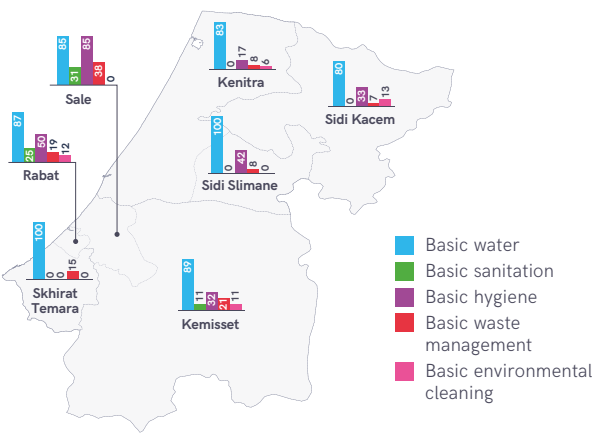 83
0
17
8
6
Kenitra
85
31
85
38
0
Sale
80
0
33
7
13
Sidi Kacem
87
25
50
19
12
Rabat
100
0
42
8
0
Sidi Slimane
100
0
0
15
0
Skhirat
Temara
89
11
32
21
11
Kemisset
Basic water
Basic sanitation
Basic hygiene
Basic waste
management
Basic environmental
cleaning